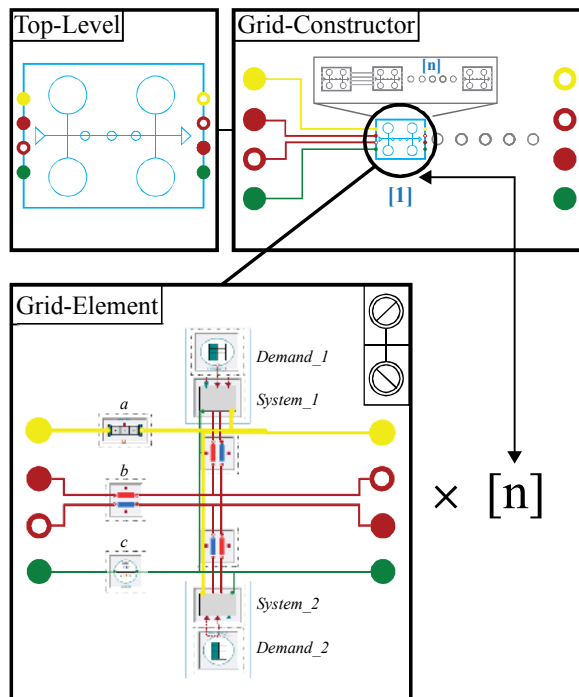 Top-Level
Grid-Constructor
[n]
[1]
Grid-Element
Demand_1
System_1
a
b
c
System_2
Demand_2
× [n]